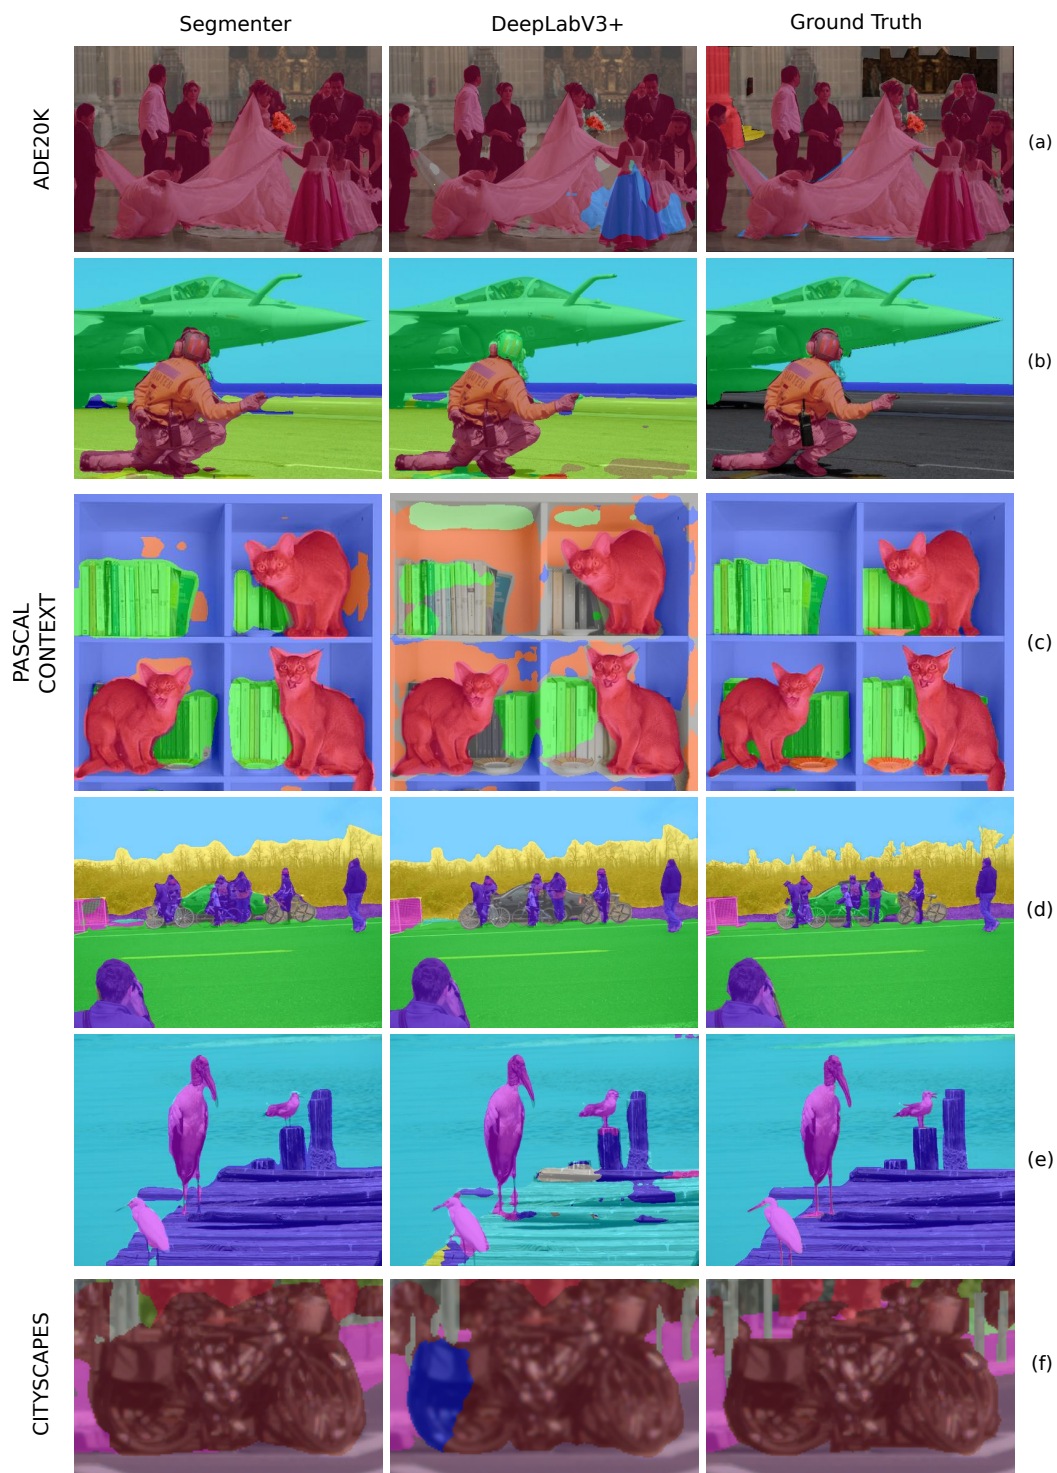 Segmenter DeepLabV3+ Ground Truth
ADE20K
(a)
(b)
PASCAL
CONTEXT
(c)
(d)
(e)
CITYSCAPES
(f)